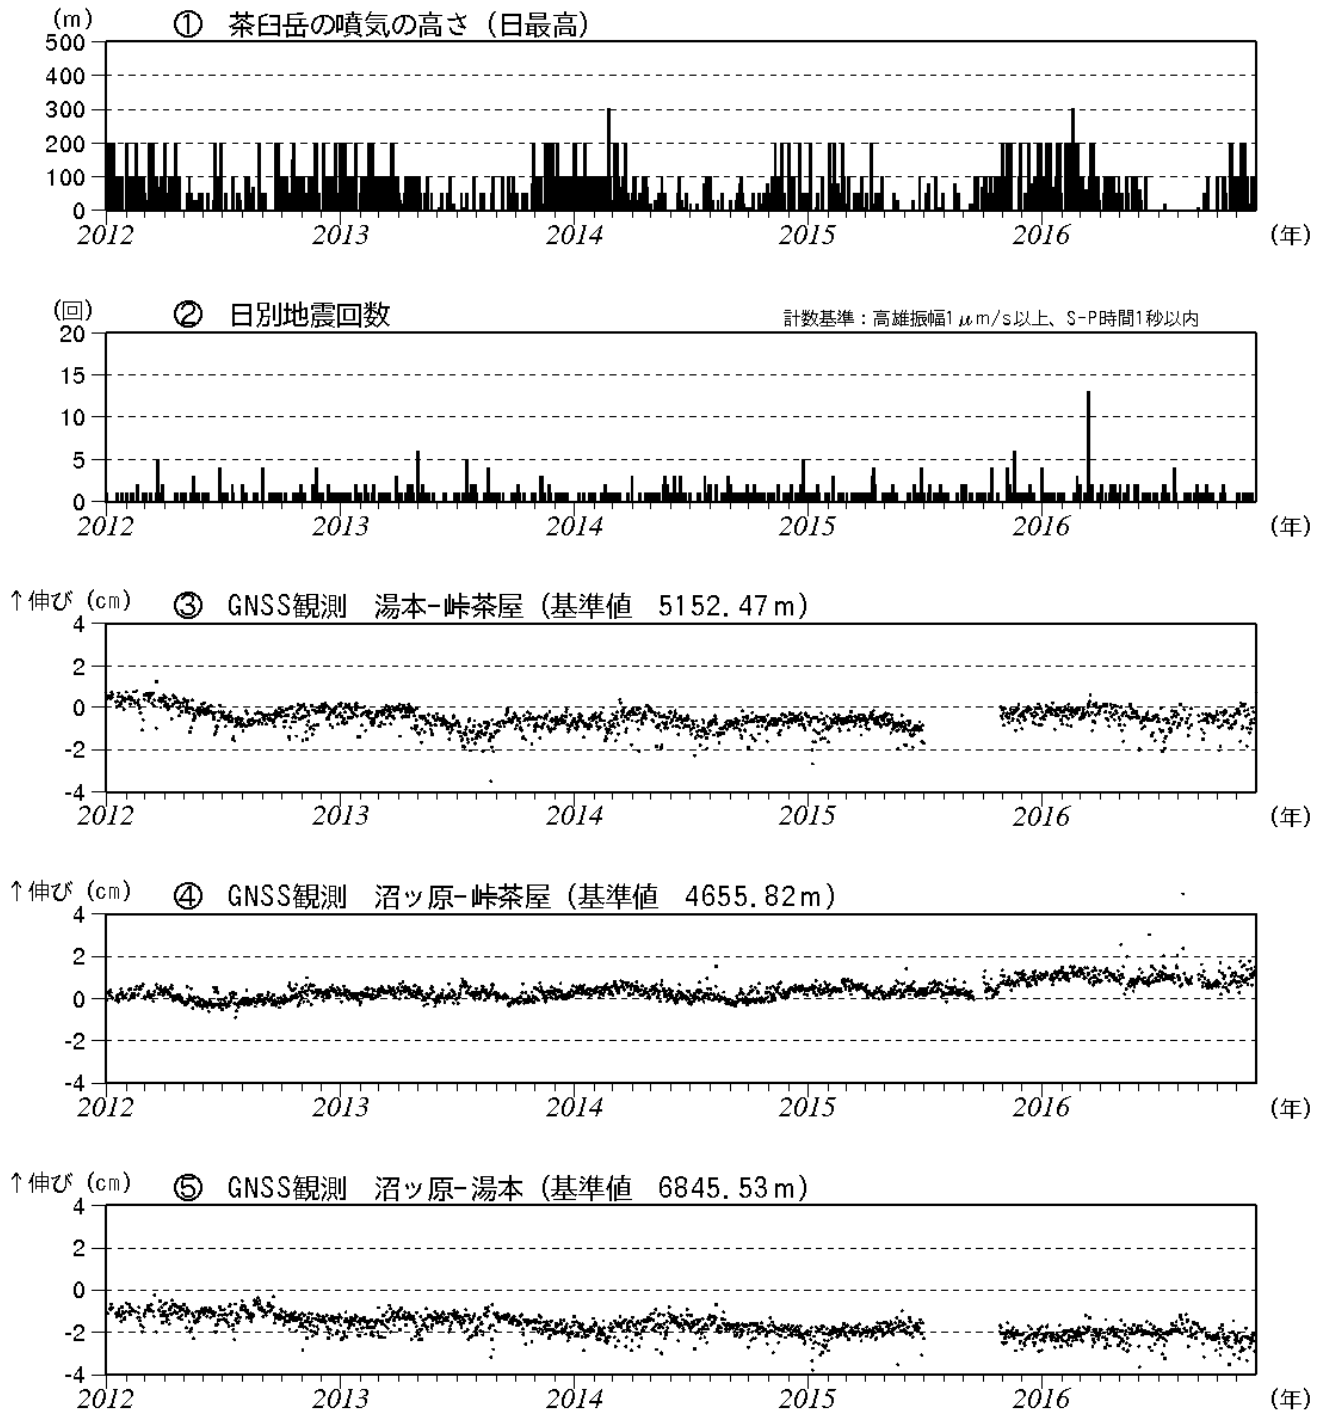 (m) ① 茶臼岳の噴気の高さ（日最高）
500
400
300
200
100
0
2012 2013 2014 2015 2016 (年)
(回) ② 日別地震回数 計数基準：高雄振幅1μm/s以上、S-P時間1秒以内
20
15
10
5
0
2012 2013 2014 2015 2016 (年)
↑伸び (cm) ③ GNSS観測 湯本-峠茶屋（基準値 5152.47m）
4
2
0
-2
-4
2012 2013 2014 2015 2016 (年)
↑伸び (cm) ④ GNSS観測 沼ッ原-峠茶屋（基準値 4655.82m）
4
2
0
-2
-4
2012 2013 2014 2015 2016 (年)
↑伸び (cm) ⑤ GNSS観測 沼ッ原-湯本（基準値 6845.53m）
4
2
0
-2
-4
2012 2013 2014 2015 2016 (年)